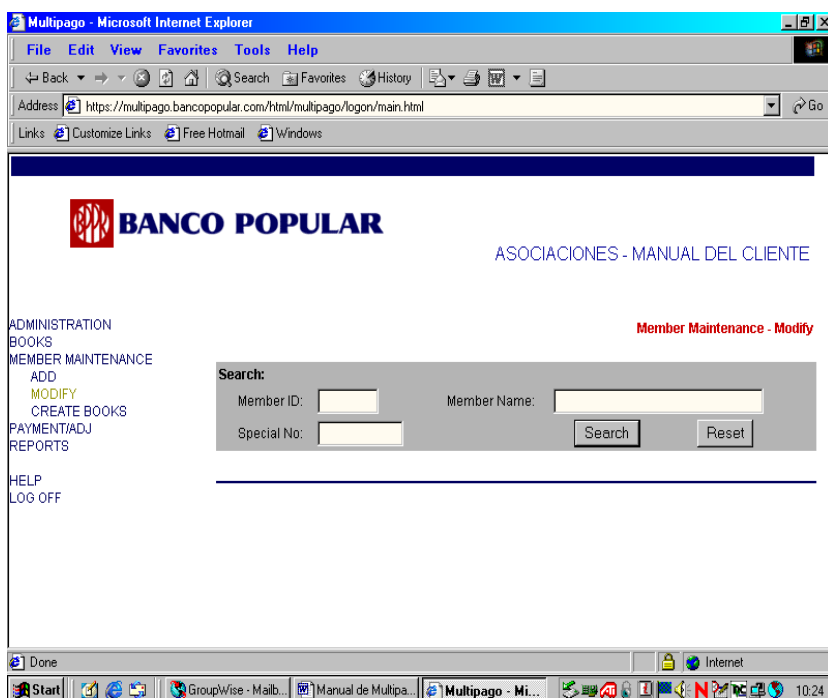 Multipago - Microsoft Internet Explorer
File Edit View Favorites Tools Help
Back Search Favorites History
Address https://multipago.bancopopular.com/html/multipago/logon/main.html Go
Links Customize Links Free Hotmail Windows
BANCO POPULAR
ASOCIACIONES - MANUAL DEL CLIENTE
ADMINISTRATION
BOOKS
MEMBER MAINTENANCE
ADD
MODIFY
CREATE BOOKS
PAYMENT/ADJ
REPORTS
HELP
LOG OFF
Member Maintenance - Modify
Search:
Member ID: Member Name:
Special No: Search Reset
Done Internet
Start GroupWise - Mailb... Manual de Multipa... Multipago - Mi... 10:24